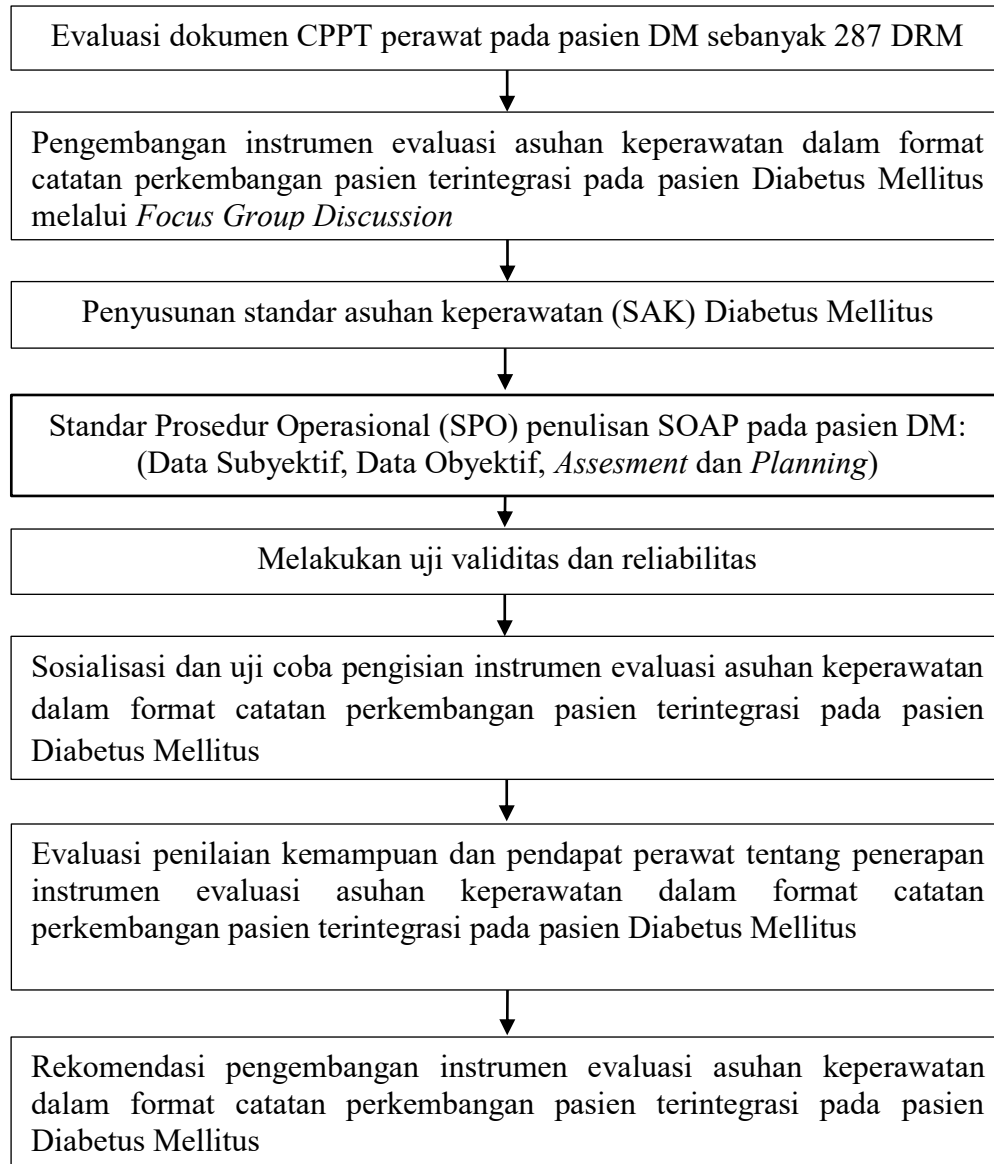 Evaluasi dokumen CPPT perawat pada pasien DM sebanyak 287 DRM
Pengembangan instrumen evaluasi asuhan keperawatan dalam format
catatan perkembangan pasien terintegrasi pada pasien Diabetus Mellitus
melalui Focus Group Discussion
Penyusunan standar asuhan keperawatan (SAK) Diabetus Mellitus
Standar Prosedur Operasional (SPO) penulisan SOAP pada pasien DM:
(Data Subyektif, Data Obyektif, Assesment dan Planning)
Melakukan uji validitas dan reliabilitas
Sosialisasi dan uji coba pengisian instrumen evaluasi asuhan keperawatan
dalam format catatan perkembangan pasien terintegrasi pada pasien
Diabetus Mellitus
Evaluasi penilaian kemampuan dan pendapat perawat tentang penerapan
instrumen evaluasi asuhan keperawatan dalam format catatan
perkembangan pasien terintegrasi pada pasien Diabetus Mellitus
Rekomendasi pengembangan instrumen evaluasi asuhan keperawatan
dalam format catatan perkembangan pasien terintegrasi pada pasien
Diabetus Mellitus